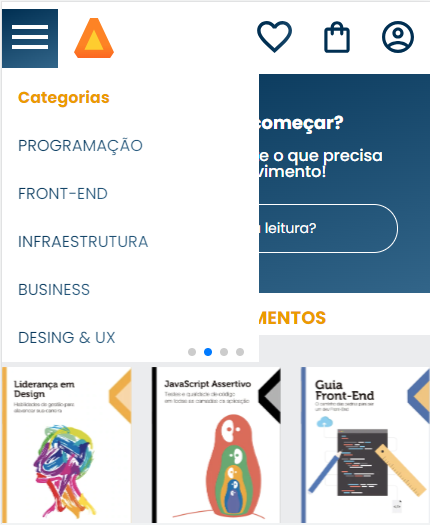 Categorias
começar?
PROGRAMAÇÃO
e o que precisa
vimento!
FRONT-END
leitura?
INFRAESTRUTURA
BUSINESS
MENTOS
DESING & UX
Liderança em
Design
Habilidades de gestão para
alavancar sua carreira
JavaScript Assertivo
Testes e qualidade de código
em todas as camadas da aplicação
Guia
Front-End
O caminho das pedras para ser
um dev Front-End